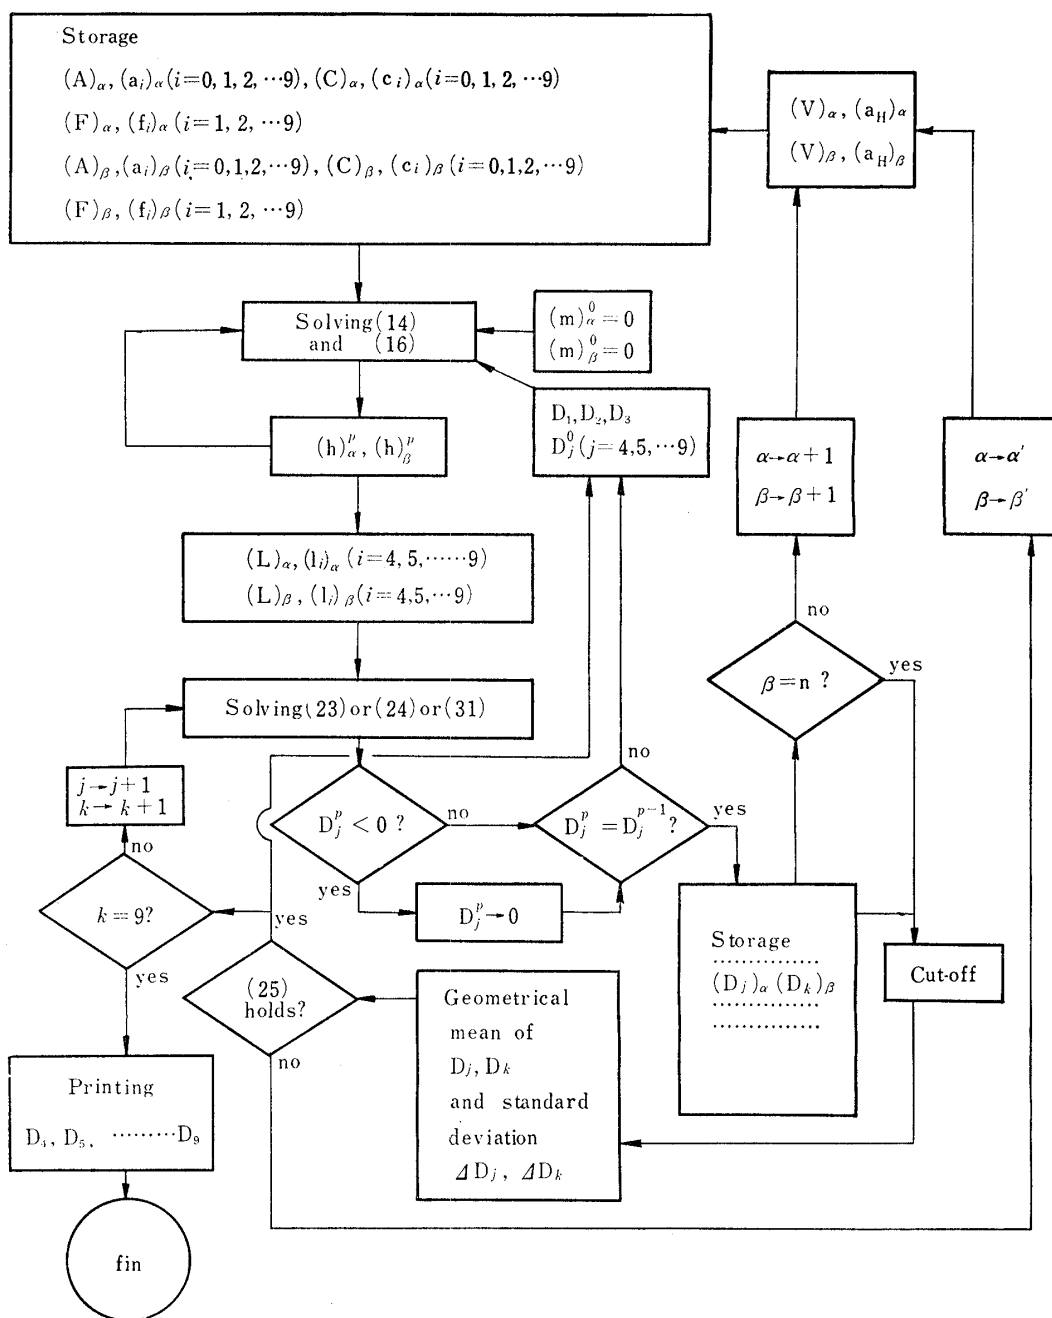 Storage
(A)α, (aᵢ)α(i=0, 1, 2, ⋯9), (C)α, (cᵢ)α(i=0, 1, 2, ⋯9)
(F)α, (fᵢ)α(i=1, 2, ⋯9)
(A)β,(aᵢ)β(i=0,1,2,⋯9), (C)β, (cᵢ)β(i=0,1,2,⋯9)
(F)β, (fᵢ)β(i=1, 2, ⋯9)
(V)α, (a_H)α
(V)β, (a_H)β
Solving(14)
and (16)
(m)⁰α=0
(m)⁰β=0
(h)ᵖα, (h)ᵖβ
D₁,D₂,D₃
D⁰ⱼ(j=4,5,⋯9)
α→α+1
β→β+1
α→α′
β→β′
(L)α,(lᵢ)α(i=4, 5,⋯⋯9)
(L)β, (lᵢ)β(i=4,5,⋯9)
no
β=n ?
yes
Solving(23)or(24)or(31)
j→j+1
k→k+1
no
Dᵖⱼ<0 ?
no
yes
Dᵖⱼ=Dᵖ⁻¹ⱼ?
no
yes
Dᵖⱼ→0
k=9?
yes
yes
(25)
holds?
no
Geometrical
mean of
Dⱼ, Dₖ
and standard
deviation
ΔDⱼ, ΔDₖ
Storage
⋯⋯⋯⋯⋯
(Dⱼ)α(Dₖ)β
⋯⋯⋯⋯⋯
⋯⋯⋯⋯⋯
Cut-off
Printing
D₄, D₅, ⋯⋯⋯D₉
fin